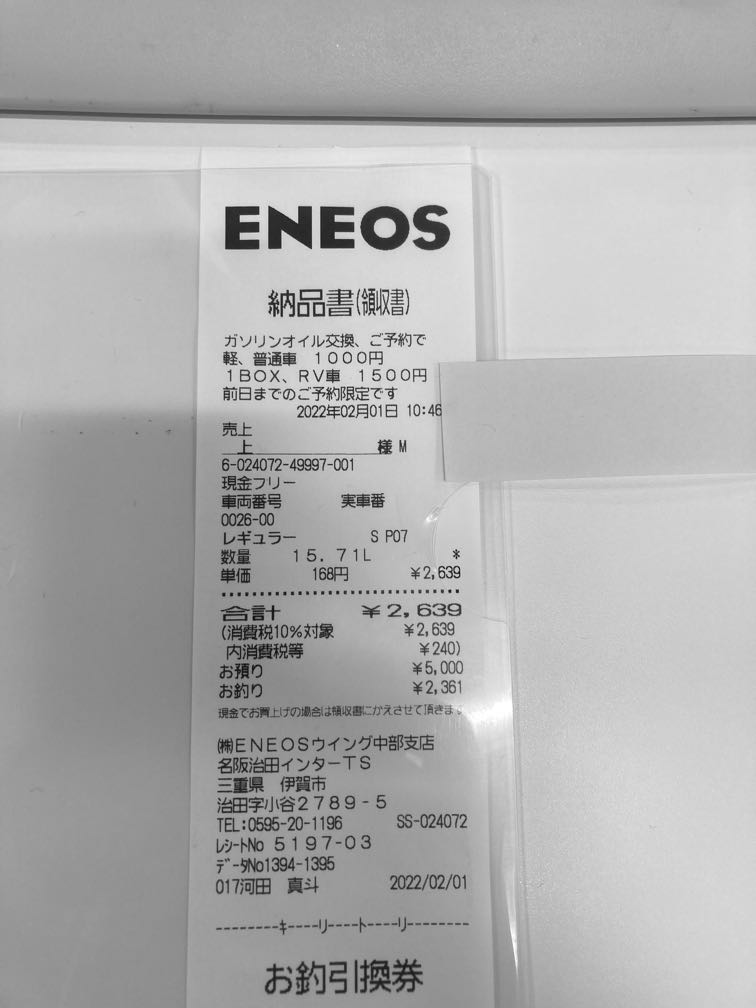 ENEOS
納品書(領収書)
ガソリンオイル交換、ご予約で
軽、普通車 1000円
1BOX、RV車 1500円
前日までのご予約限定です
2022年02月01日 10:46
売上
上 様 M
6-024072-49997-001
現金フリー
車両番号 実車番
0026-00
レギュラー S P07
数量 15.71L *
単価 168円 ¥2,639
合計 ¥2,639
(消費税10%対象 ¥2,639
内消費税等 ¥240)
お預り ¥5,000
お釣り ¥2,361
現金でお買上げの場合は領収書にかえさせて頂きます
㈱ENEOSウイング中部支店
名阪治田インターTS
三重県 伊賀市
治田字小谷2789-5
TEL:0595-20-1196 SS-024072
ﾚｼｰﾄNo 5197-03
ﾃﾞｰﾀNo1394-1395
017河田 真斗 2022/02/01
--------ｷ----ﾘ----ﾄ----ﾘ--------
お釣引換券